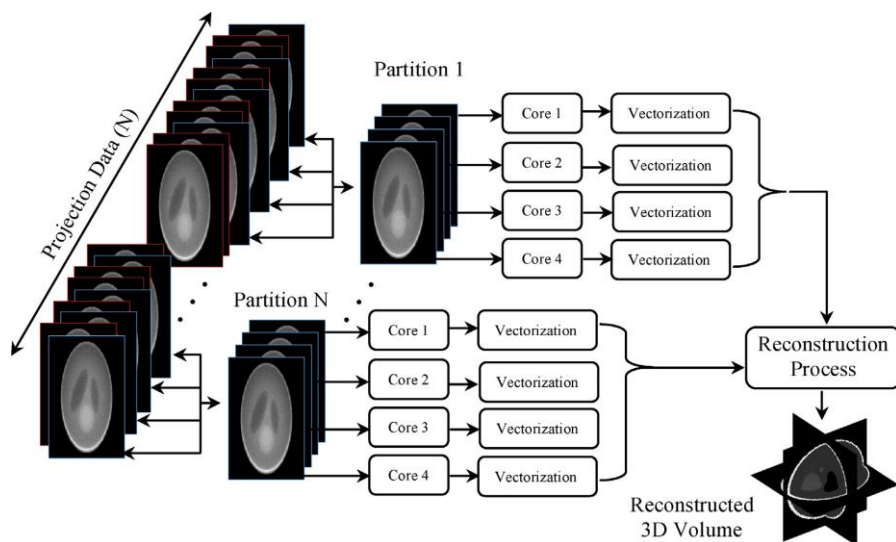 Projection Data (N)
Partition 1
Core 1
Vectorization
Core 2
Vectorization
Core 3
Vectorization
Core 4
Vectorization
Partition N
Core 1
Vectorization
Core 2
Vectorization
Core 3
Vectorization
Core 4
Vectorization
Reconstruction
Process
Reconstructed
3D Volume